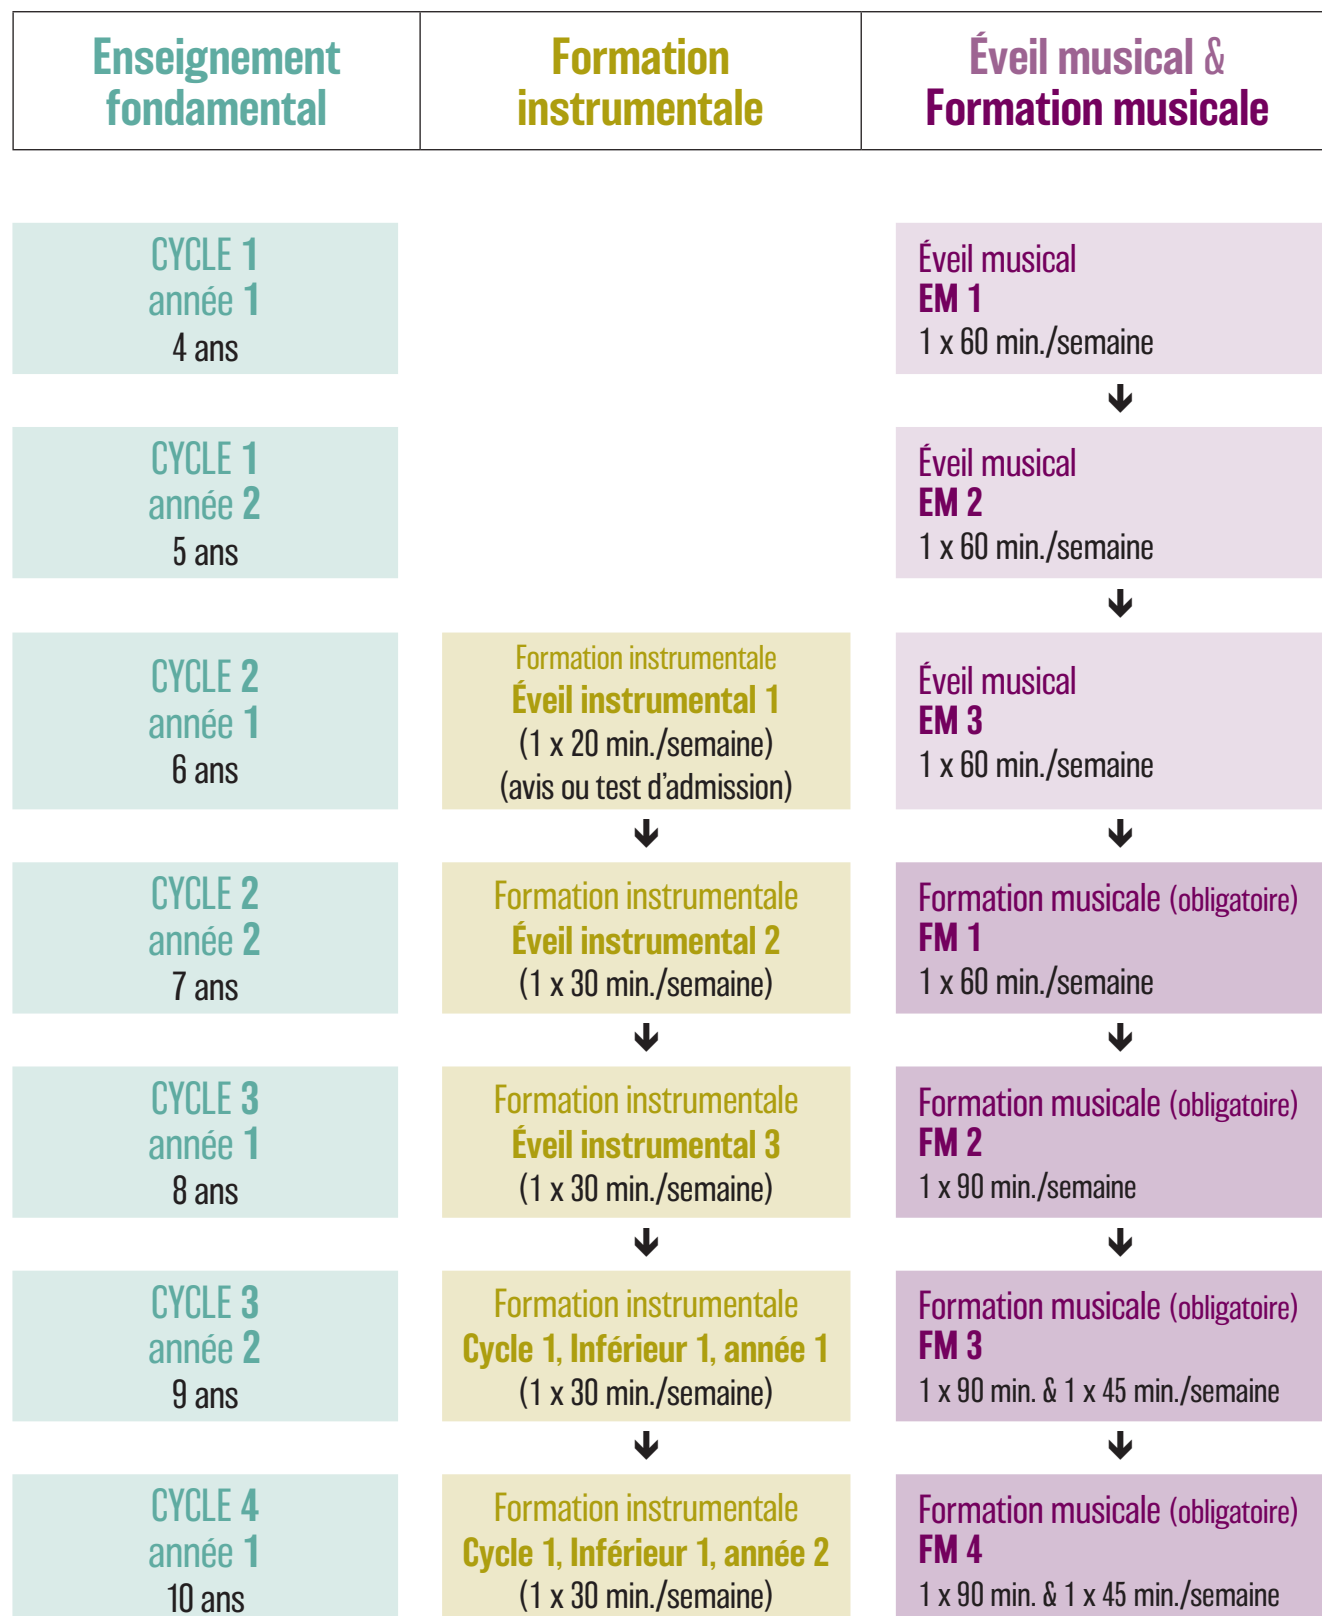 Enseignement
fondamental
Formation
instrumentale
Éveil musical &
Formation musicale
CYCLE 1
année 1
4 ans
Éveil musical
EM 1
1 x 60 min./semaine
CYCLE 1
année 2
5 ans
Éveil musical
EM 2
1 x 60 min./semaine
CYCLE 2
année 1
6 ans
Formation instrumentale
Éveil instrumental 1
(1 x 20 min./semaine)
(avis ou test d’admission)
Éveil musical
EM 3
1 x 60 min./semaine
CYCLE 2
année 2
7 ans
Formation instrumentale
Éveil instrumental 2
(1 x 30 min./semaine)
Formation musicale (obligatoire)
FM 1
1 x 60 min./semaine
CYCLE 3
année 1
8 ans
Formation instrumentale
Éveil instrumental 3
(1 x 30 min./semaine)
Formation musicale (obligatoire)
FM 2
1 x 90 min./semaine
CYCLE 3
année 2
9 ans
Formation instrumentale
Cycle 1, Inférieur 1, année 1
(1 x 30 min./semaine)
Formation musicale (obligatoire)
FM 3
1 x 90 min. & 1 x 45 min./semaine
CYCLE 4
année 1
10 ans
Formation instrumentale
Cycle 1, Inférieur 1, année 2
(1 x 30 min./semaine)
Formation musicale (obligatoire)
FM 4
1 x 90 min. & 1 x 45 min./semaine